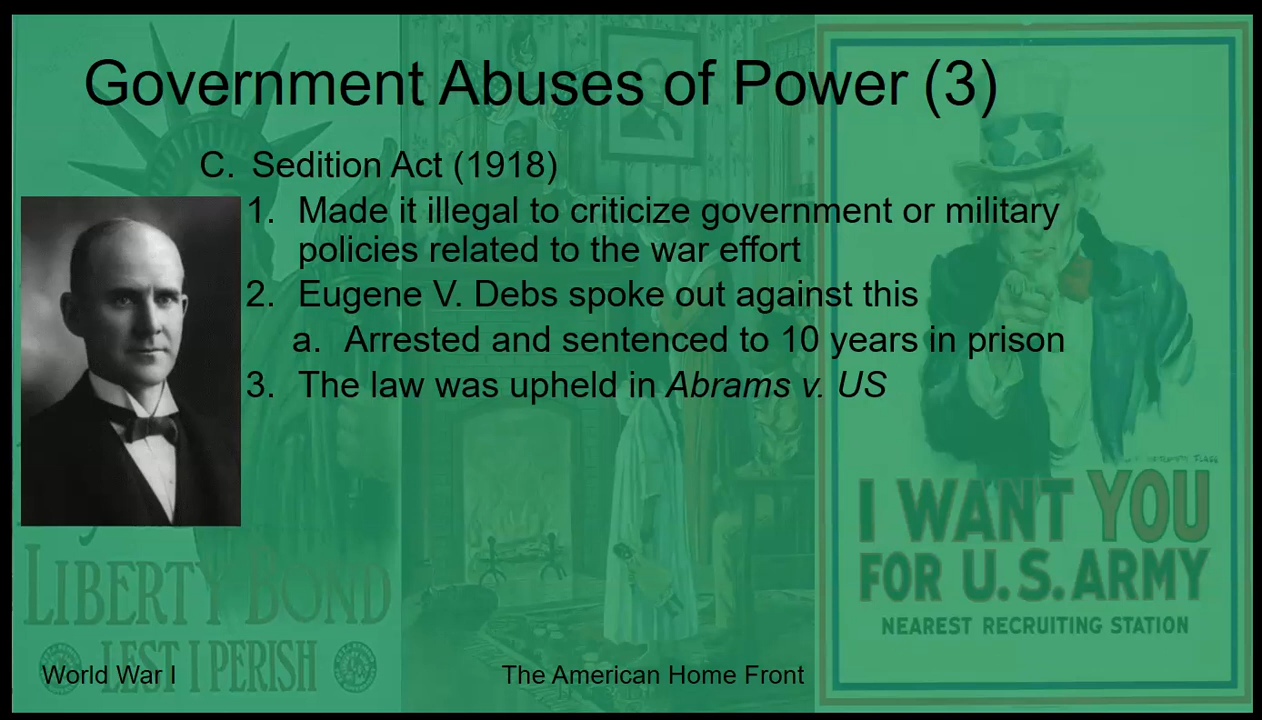 Government Abuses of Power (3)
C. Sedition Act (1918)
1. Made it illegal to criticize government or military
policies related to the war effort
2. Eugene V. Debs spoke out against this
a. Arrested and sentenced to 10 years in prison
3. The law was upheld in Abrams v. US
I WANT YOU
FOR U.S. ARMY
NEAREST RECRUITING STATION
LIBERTY BOND
LEST I PERISH
World War I
The American Home Front